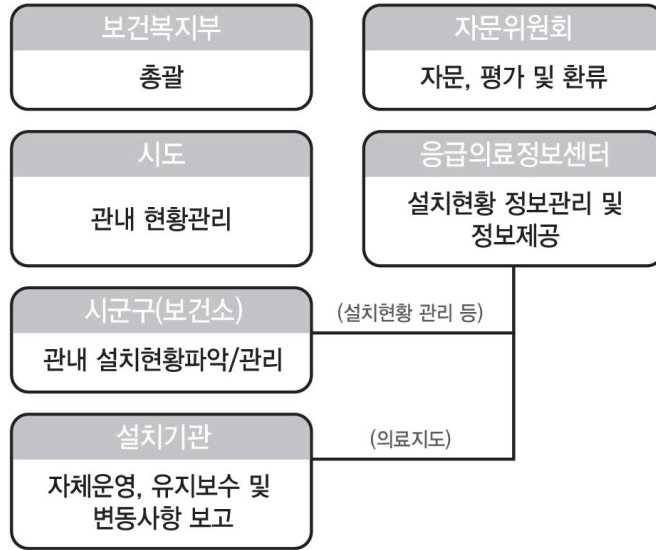 보건복지부
총괄
자문위원회
자문, 평가 및 환류
시도
관내 현황관리
응급의료정보센터
설치현황 정보관리 및
정보제공
시군구(보건소)
관내 설치현황파악/관리
(설치현황 관리 등)
설치기관
자체운영, 유지보수 및
변동사항 보고
(의료지도)